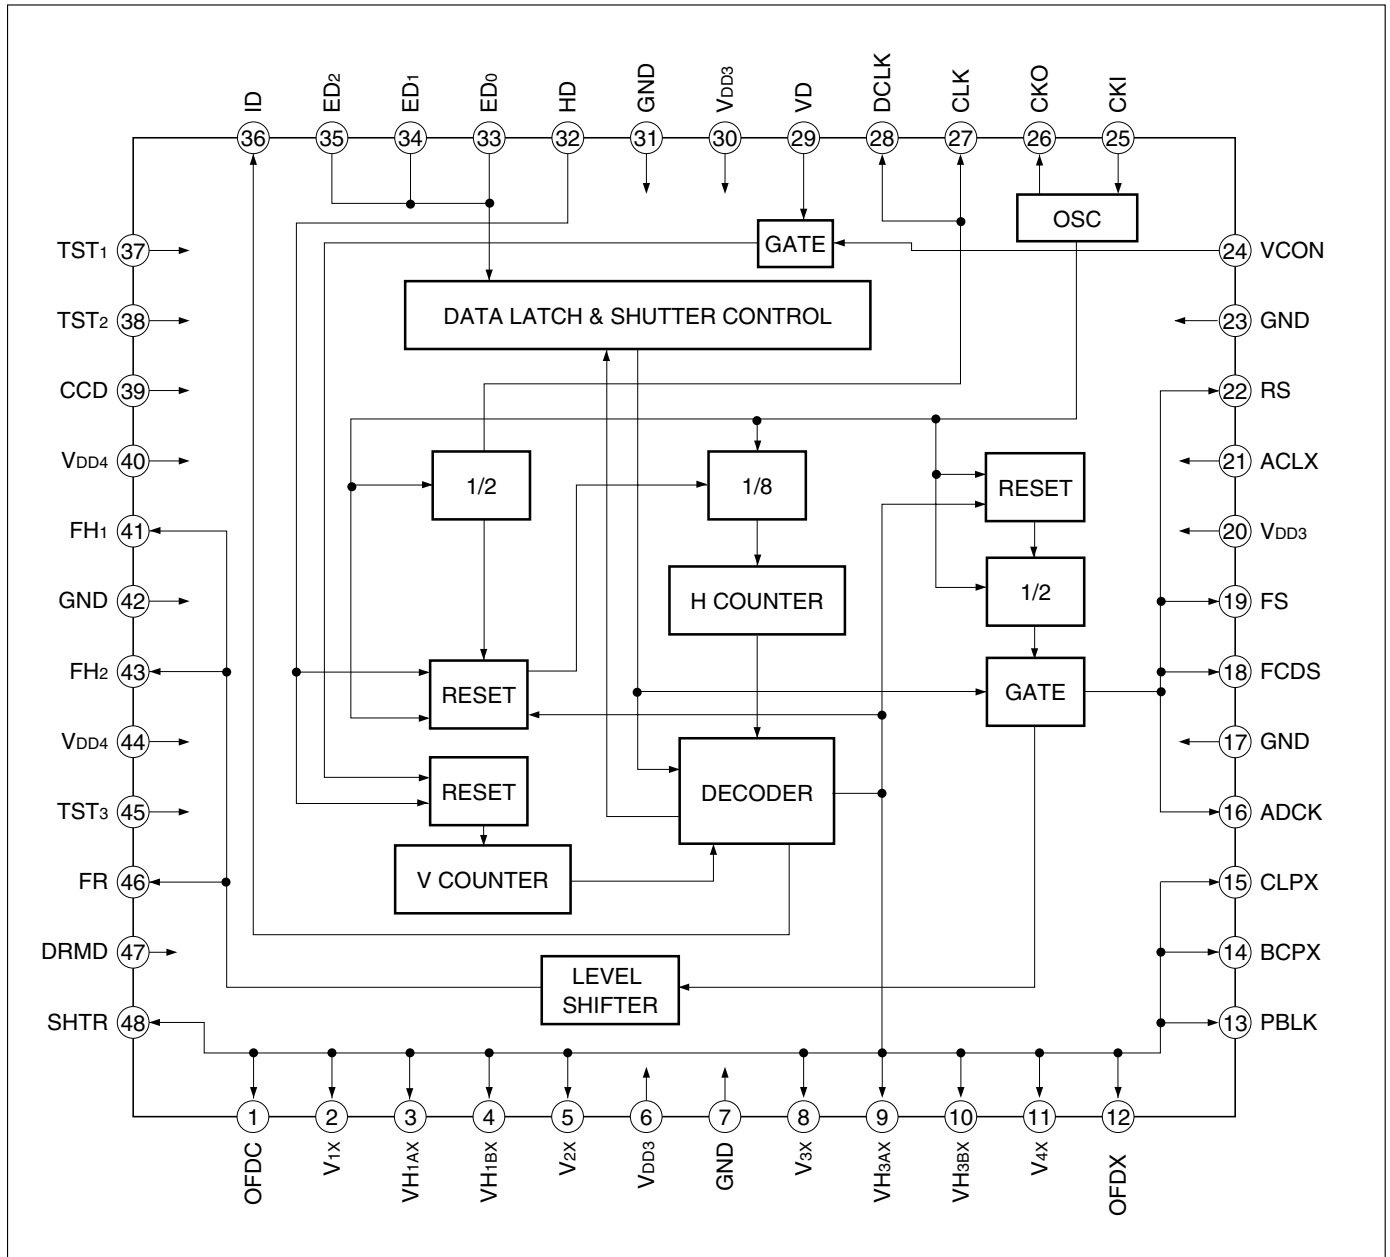 ID
ED2
ED1
ED0
HD
GND
VDD3
VD
DCLK
CLK
CKO
CKI
36
35
34
33
32
31
30
29
28
27
26
25
OSC
GATE
TST1 37
24 VCON
DATA LATCH & SHUTTER CONTROL
TST2 38
23 GND
CCD 39
22 RS
VDD4 40
21 ACLX
1/2
1/8
RESET
FH1 41
20 VDD3
GND 42
19 FS
H COUNTER
1/2
FH2 43
18 FCDS
RESET
GATE
VDD4 44
17 GND
RESET
DECODER
TST3 45
16 ADCK
V COUNTER
FR 46
15 CLPX
DRMD 47
14 BCPX
LEVEL
SHIFTER
SHTR 48
13 PBLK
1
2
3
4
5
6
7
8
9
10
11
12
OFDC
V1X
VH1AX
VH1BX
V2X
VDD3
GND
V3X
VH3AX
VH3BX
V4X
OFDX